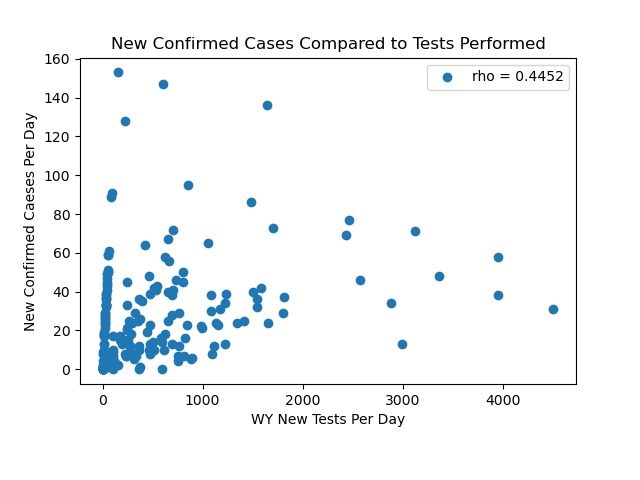 New Confirmed Cases Compared to Tests Performed
rho = 0.4452
160
140
120
100
80
60
40
20
0
New Confirmed Caeses Per Day
0 1000 2000 3000 4000
WY New Tests Per Day